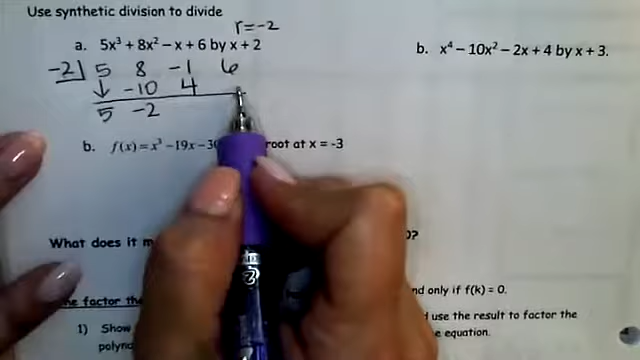 Use synthetic division to divide
r=-2
a. 5x³ + 8x² – x + 6 by x + 2
b. x⁴ – 10x² – 2x + 4 by x + 3.
-2 5 8 -1 6
↓ -10 4
5 -2
b. f(x) = x³ – 19x – 3 root at x = -3
What does it m 0?
he factor the nd only if f(k) = 0.
1) Show use the result to factor the
polyn e equation.